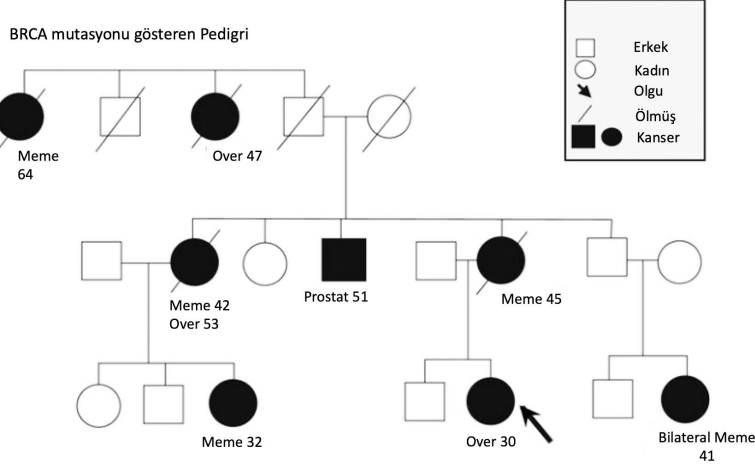 BRCA mutasyonu gösteren Pedigri
Erkek
Kadın
Olgu
Ölmüş
Kanser
Meme
64
Over 47
Meme 42
Over 53
Prostat 51
Meme 45
Meme 32
Over 30
Bilateral Meme
41